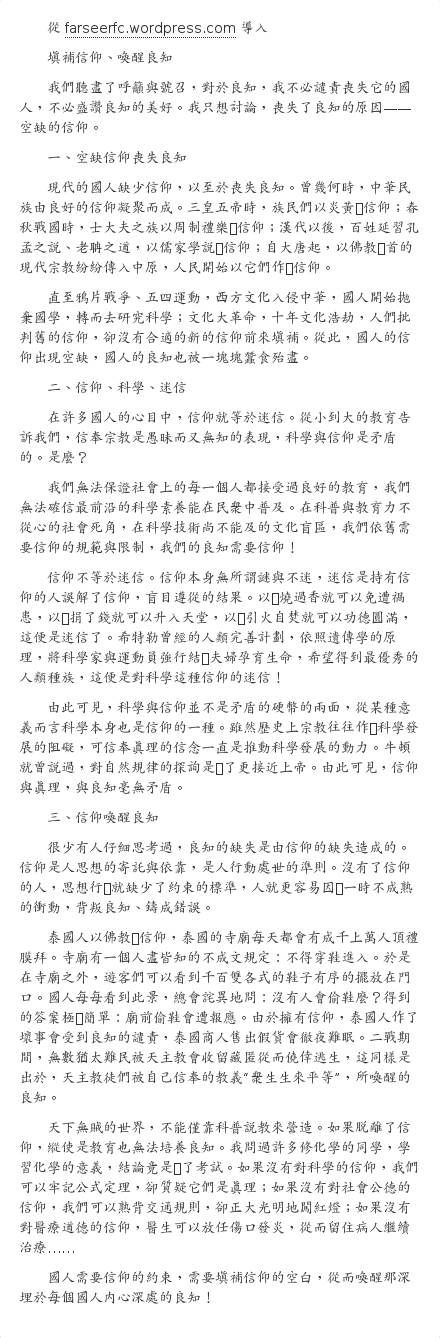 從 farseerfc.wordpress.com 導入
填補信仰、喚醒良知
我們聽盡了呼籲與號召，對於良知，我不必譴責喪失它的國
人，不必盛讚良知的美好。我只想討論，喪失了良知的原因——
空缺的信仰。
一、空缺信仰喪失良知
現代的國人缺少信仰，以至於喪失良知。曾幾何時，中華民
族由良好的信仰凝聚而成。三皇五帝時，族民們以炎黃□信仰；春
秋戰國時，士大夫之族以周制禮樂□信仰；漢代以後，百姓延習孔
孟之說、老聃之道，以儒家學說□信仰；自大唐起，以佛教□首的
現代宗教紛紛傳入中原，人民開始以它們作□信仰。
直至鴉片戰爭、五四運動，西方文化入侵中華，國人開始拋
棄國學，轉而去研究科學；文化大革命，十年文化浩劫，人們批
判舊的信仰，卻沒有合適的新的信仰前來填補。從此，國人的信
仰出現空缺，國人的良知也被一塊塊蠶食殆盡。
二、信仰、科學、迷信
在許多國人的心目中，信仰就等於迷信。從小到大的教育告
訴我們，信奉宗教是愚昧而又無知的表現，科學與信仰是矛盾
的。是麼？
我們無法保證社會上的每一個人都接受過良好的教育，我們
無法確信最前沿的科學素養能在民衆中普及。在科普與教育力不
從心的社會死角，在科學技術尚不能及的文化盲區，我們依舊需
要信仰的規範與限制，我們的良知需要信仰！
信仰不等於迷信。信仰本身無所謂謎與不迷，迷信是持有信
仰的人誤解了信仰，盲目遵從的結果。以□燒過香就可以免遭禍
患，以□捐了錢就可以升入天堂，以□引火自焚就可以功德圓滿，
這便是迷信了。希特勒曾經的人類完善計劃，依照遺傳學的原
理，將科學家與運動員強行結□夫婦孕育生命，希望得到最優秀的
人類種族，這便是對科學這種信仰的迷信！
由此可見，科學與信仰並不是矛盾的硬幣的兩面，從某種意
義而言科學本身也是信仰的一種。雖然歷史上宗教往往作□科學發
展的阻礙，可信奉眞理的信念一直是推動科學發展的動力。牛頓
就曾說過，對自然規律的探詢是□了更接近上帝。由此可見，信仰
與眞理，與良知毫無矛盾。
三、信仰喚醒良知
很少有人仔細思考過，良知的缺失是由信仰的缺失造成的。
信仰是人思想的寄託與依靠，是人行動處世的準則。沒有了信仰
的人，思想行□就缺少了約束的標準，人就更容易因□一時不成熟
的衝動，背叛良知、鑄成錯誤。
泰國人以佛教□信仰，泰國的寺廟每天都會有成千上萬人頂禮
膜拜。寺廟有一個人盡皆知的不成文規定：不得穿鞋進入。於是
在寺廟之外，遊客們可以看到千百雙各式的鞋子有序的擺放在門
口。國人每每看到此景，總會詫異地問：沒有人會偷鞋麼？得到
的答案極□簡單：廟前偷鞋會遭報應。由於擁有信仰，泰國人作了
壞事會受到良知的譴責，泰國商人售出假貨會徹夜難眠。二戰期
間，無數猶太難民被天主教會收留藏匿從而僥倖逃生，這同樣是
出於，天主教徒們被自己信奉的教義“衆生生來平等”，所喚醒的
良知。
天下無賊的世界，不能僅靠科普說教來營造。如果脫離了信
仰，縱使是教育也無法培養良知。我問過許多修化學的同學，學
習化學的意義，結論竟是□了考試。如果沒有對科學的信仰，我們
可以牢記公式定理，卻質疑它們是眞理；如果沒有對社會公德的
信仰，我們可以熟背交通規則，卻正大光明地闖紅燈；如果沒有
對醫療道德的信仰，醫生可以放任傷口發炎，從而留住病人繼續
治療……
國人需要信仰的約束，需要填補信仰的空白，從而喚醒那深
埋於每個國人内心深處的良知！